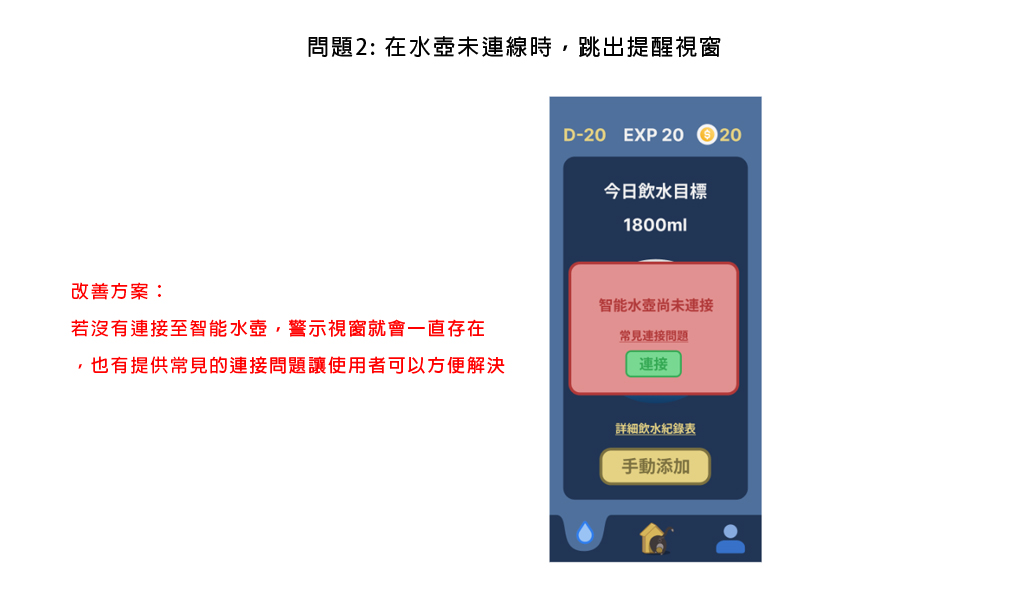 問題2: 在水壺未連線時，跳出提醒視窗
D-20 EXP 20 $ 20
今日飲水目標
1800ml
智能水壺尚未連接
常見連接問題
連接
詳細飲水紀錄表
手動添加
改善方案：
若沒有連接至智能水壺，警示視窗就會一直存在
，也有提供常見的連接問題讓使用者可以方便解決